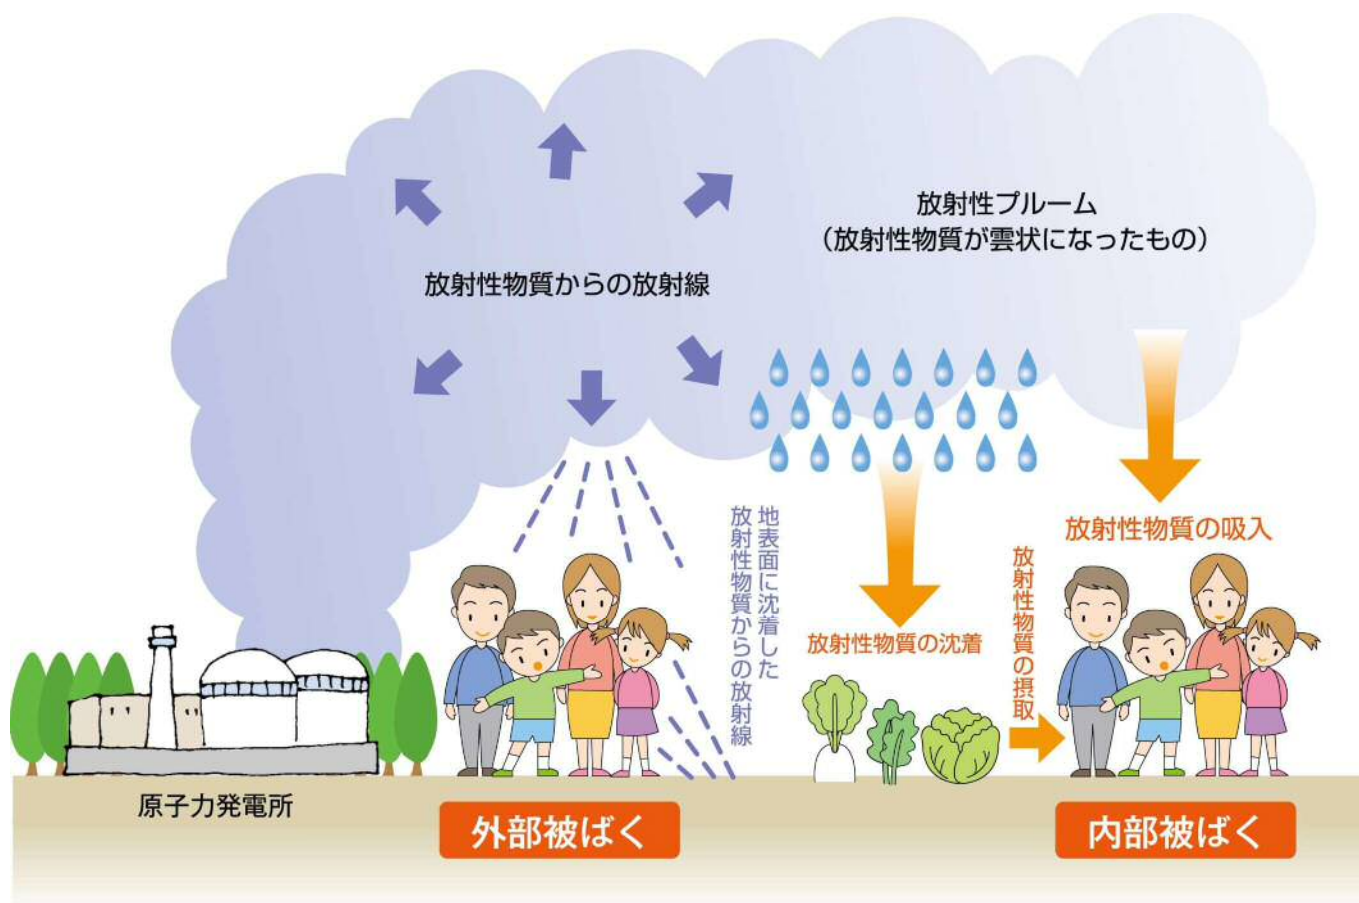 放射性プルーム
（放射性物質が雲状になったもの）
放射性物質からの放射線
地表面に沈着した
放射性物質からの放射線
放射性物質の沈着
放射性物質の吸入
放射性物質の摂取
原子力発電所
外部被ばく
内部被ばく